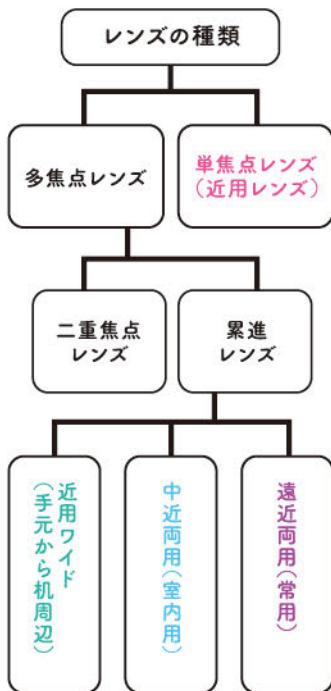 レンズの種類
多焦点レンズ
単焦点レンズ
（近用レンズ）
二重焦点
レンズ
累進
レンズ
近用ワイド
（手元から机周辺）
中近両用（室内用）
遠近両用（常用）